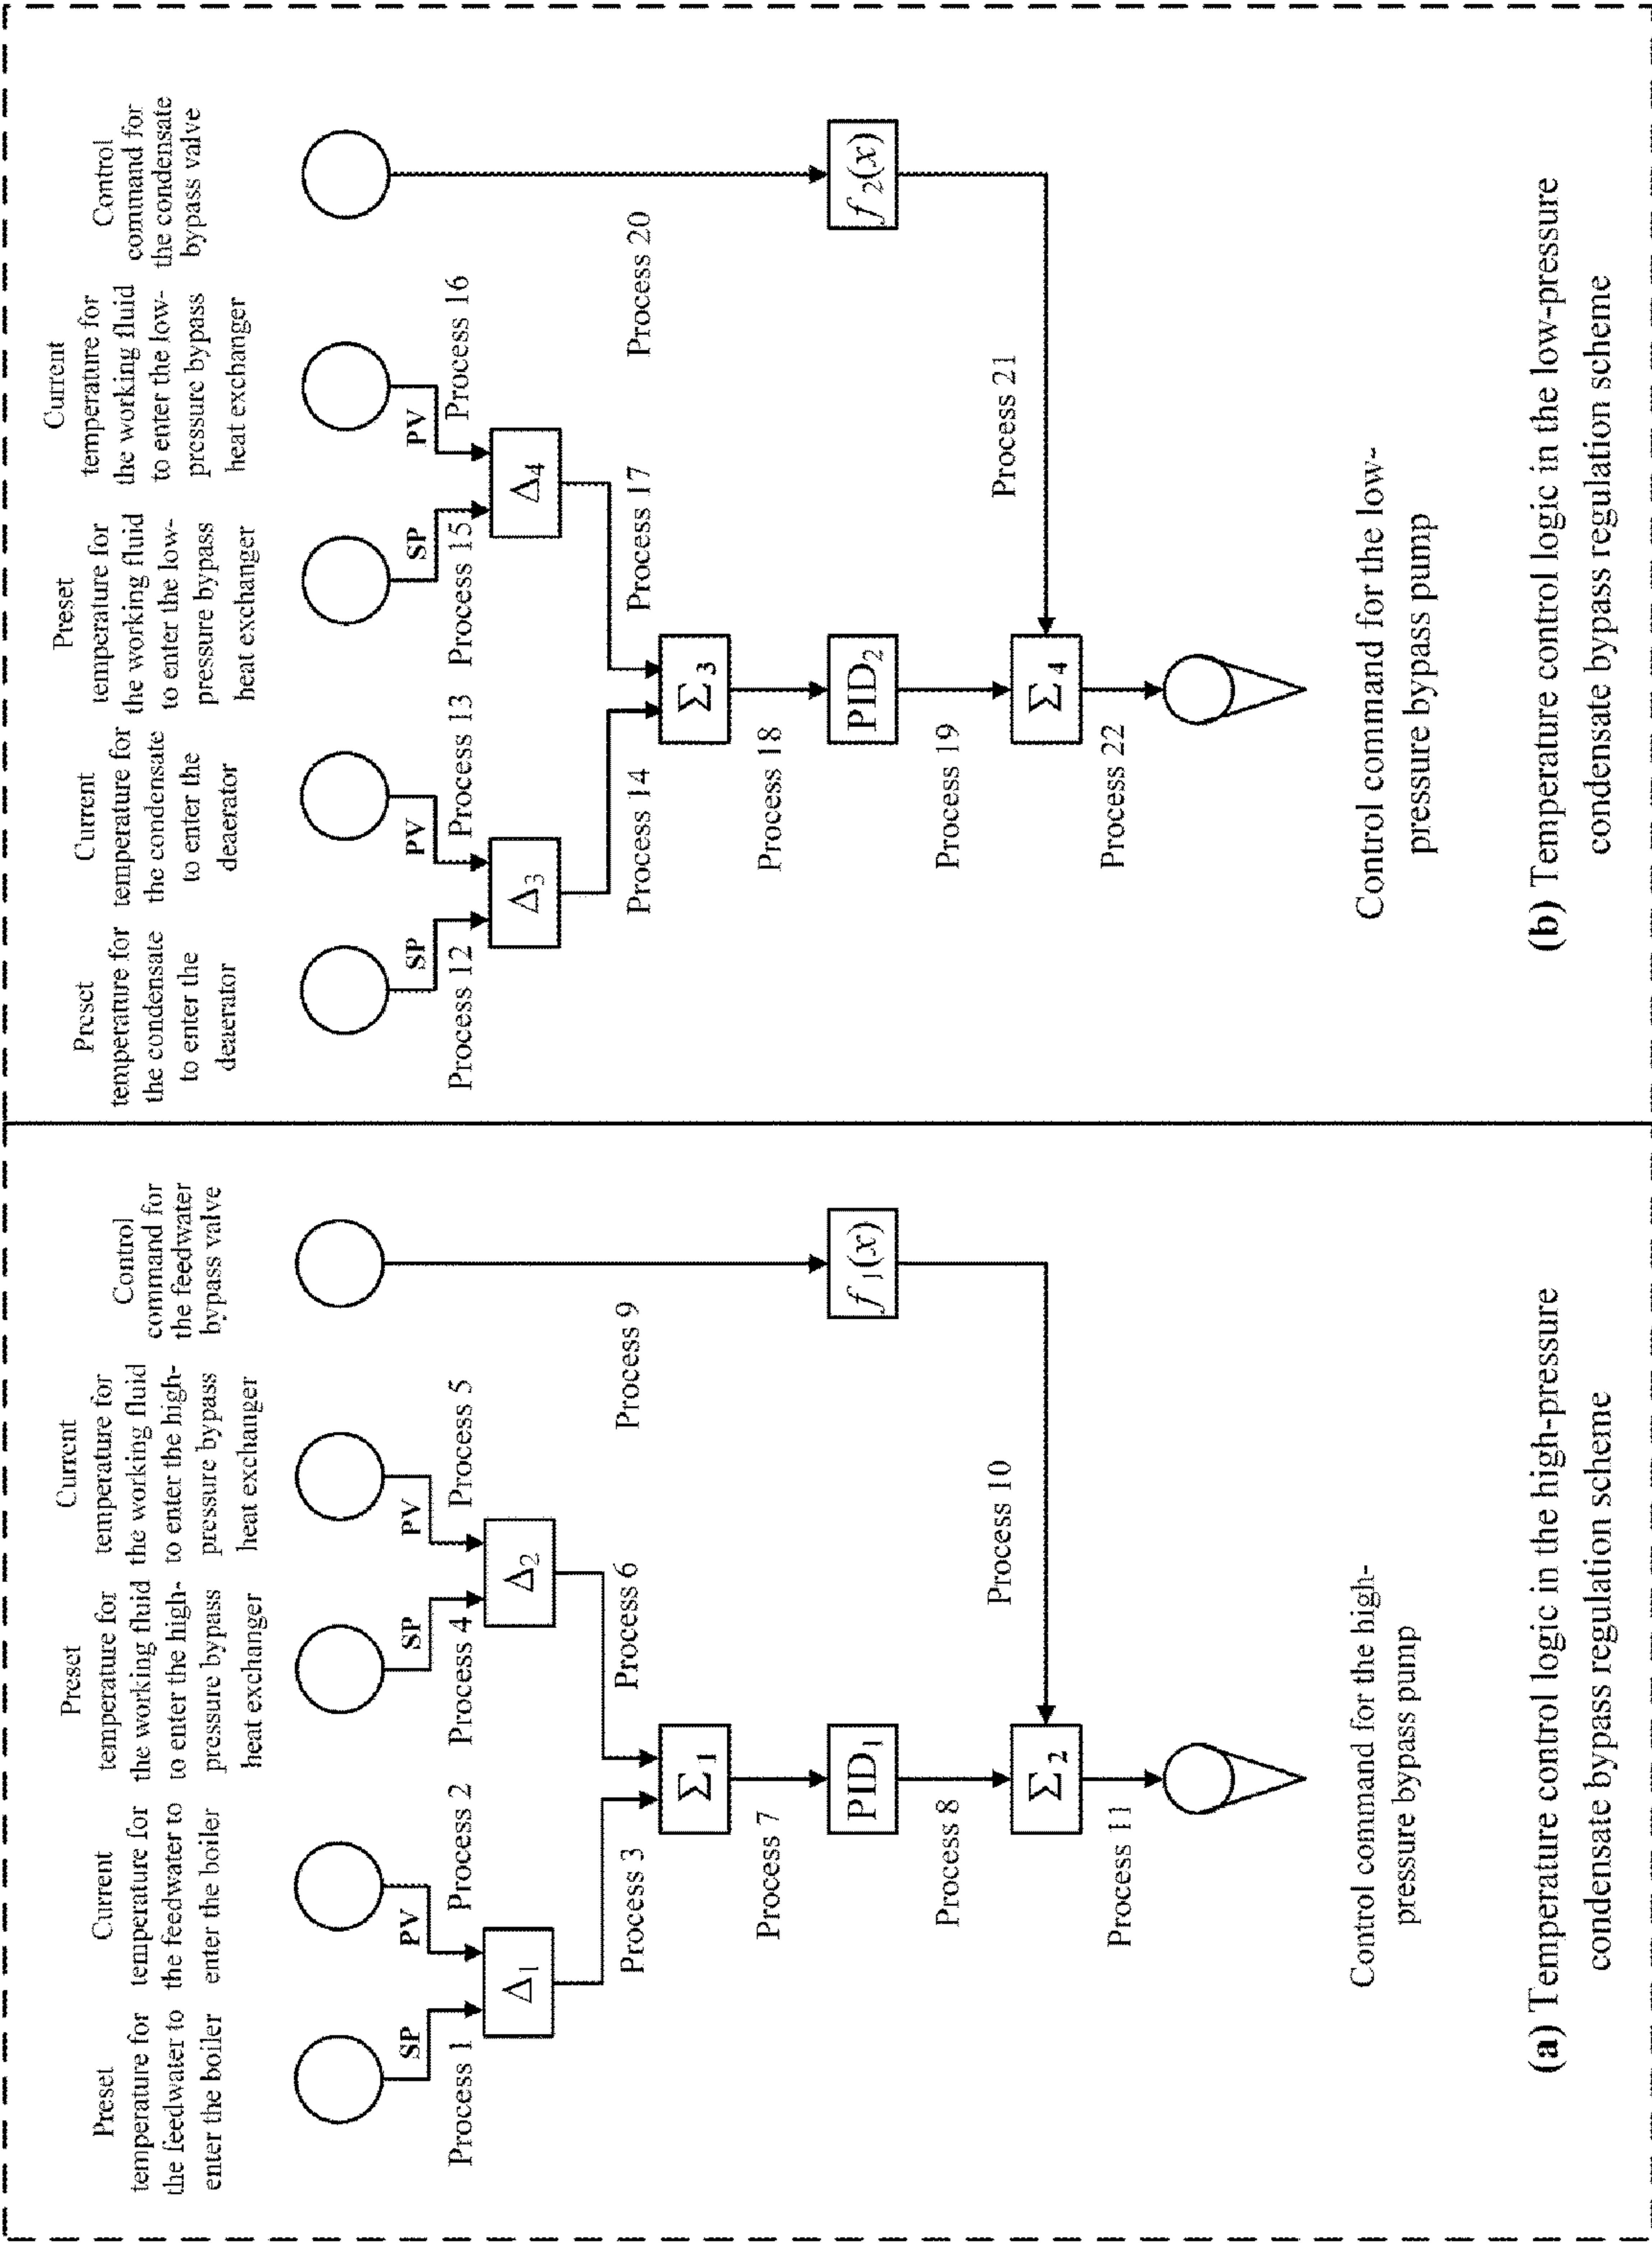 Preset
temperature for
the feedwater to
enter the boiler
Current
temperature for
the feedwater to
enter the boiler
Preset
temperature for
the working fluid
to enter the high-
pressure bypass
heat exchanger
Current
temperature for
the working fluid
to enter the high-
pressure bypass
heat exchanger
Control
command for
the feedwater
bypass valve
SP
PV
SP
PV
Process 1
Process 2
Process 4
Process 5
Δ1
Δ2
Process 3
Process 6
Process 9
Σ1
Process 7
PID1
f1(x)
Process 8
Process 10
Σ2
Process 11
Control command for the high-
pressure bypass pump
(a) Temperature control logic in the high-pressure
condensate bypass regulation scheme
Preset
temperature for
the condensate
to enter the
deaerator
Current
temperature for
the condensate
to enter the
deaerator
Preset
temperature for
the working fluid
to enter the low-
pressure bypass
heat exchanger
Current
temperature for
the working fluid
to enter the low-
pressure bypass
heat exchanger
Control
command for
the condensate
bypass valve
SP
PV
SP
PV
Process 12
Process 13
Process 15
Process 16
Δ3
Δ4
Process 14
Process 17
Process 20
Σ3
Process 18
PID2
f2(x)
Process 19
Process 21
Σ4
Process 22
Control command for the low-
pressure bypass pump
(b) Temperature control logic in the low-pressure
condensate bypass regulation scheme